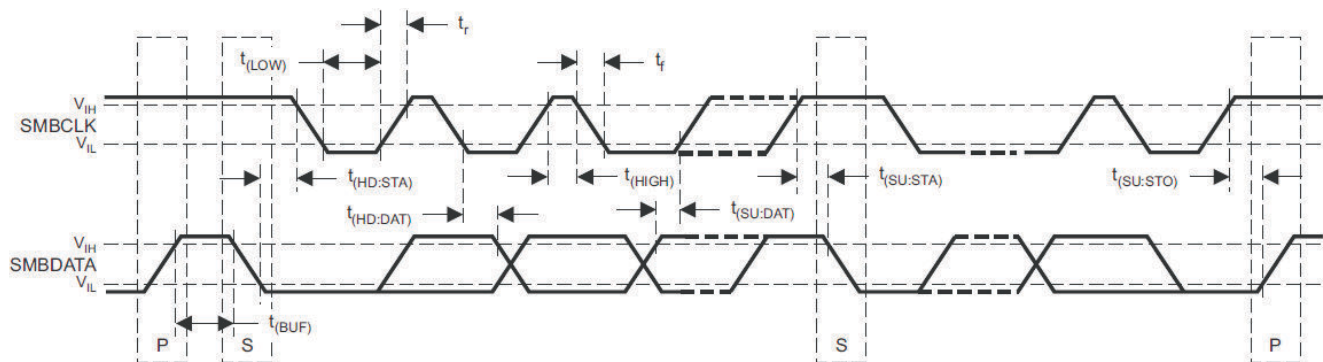 t(LOW)
tr
tf
VIH
SMBCLK
VIL
t(HD:STA)
t(HIGH)
t(SU:STA)
t(SU:STO)
t(HD:DAT)
t(SU:DAT)
VIH
SMBDATA
VIL
t(BUF)
P
S
S
P